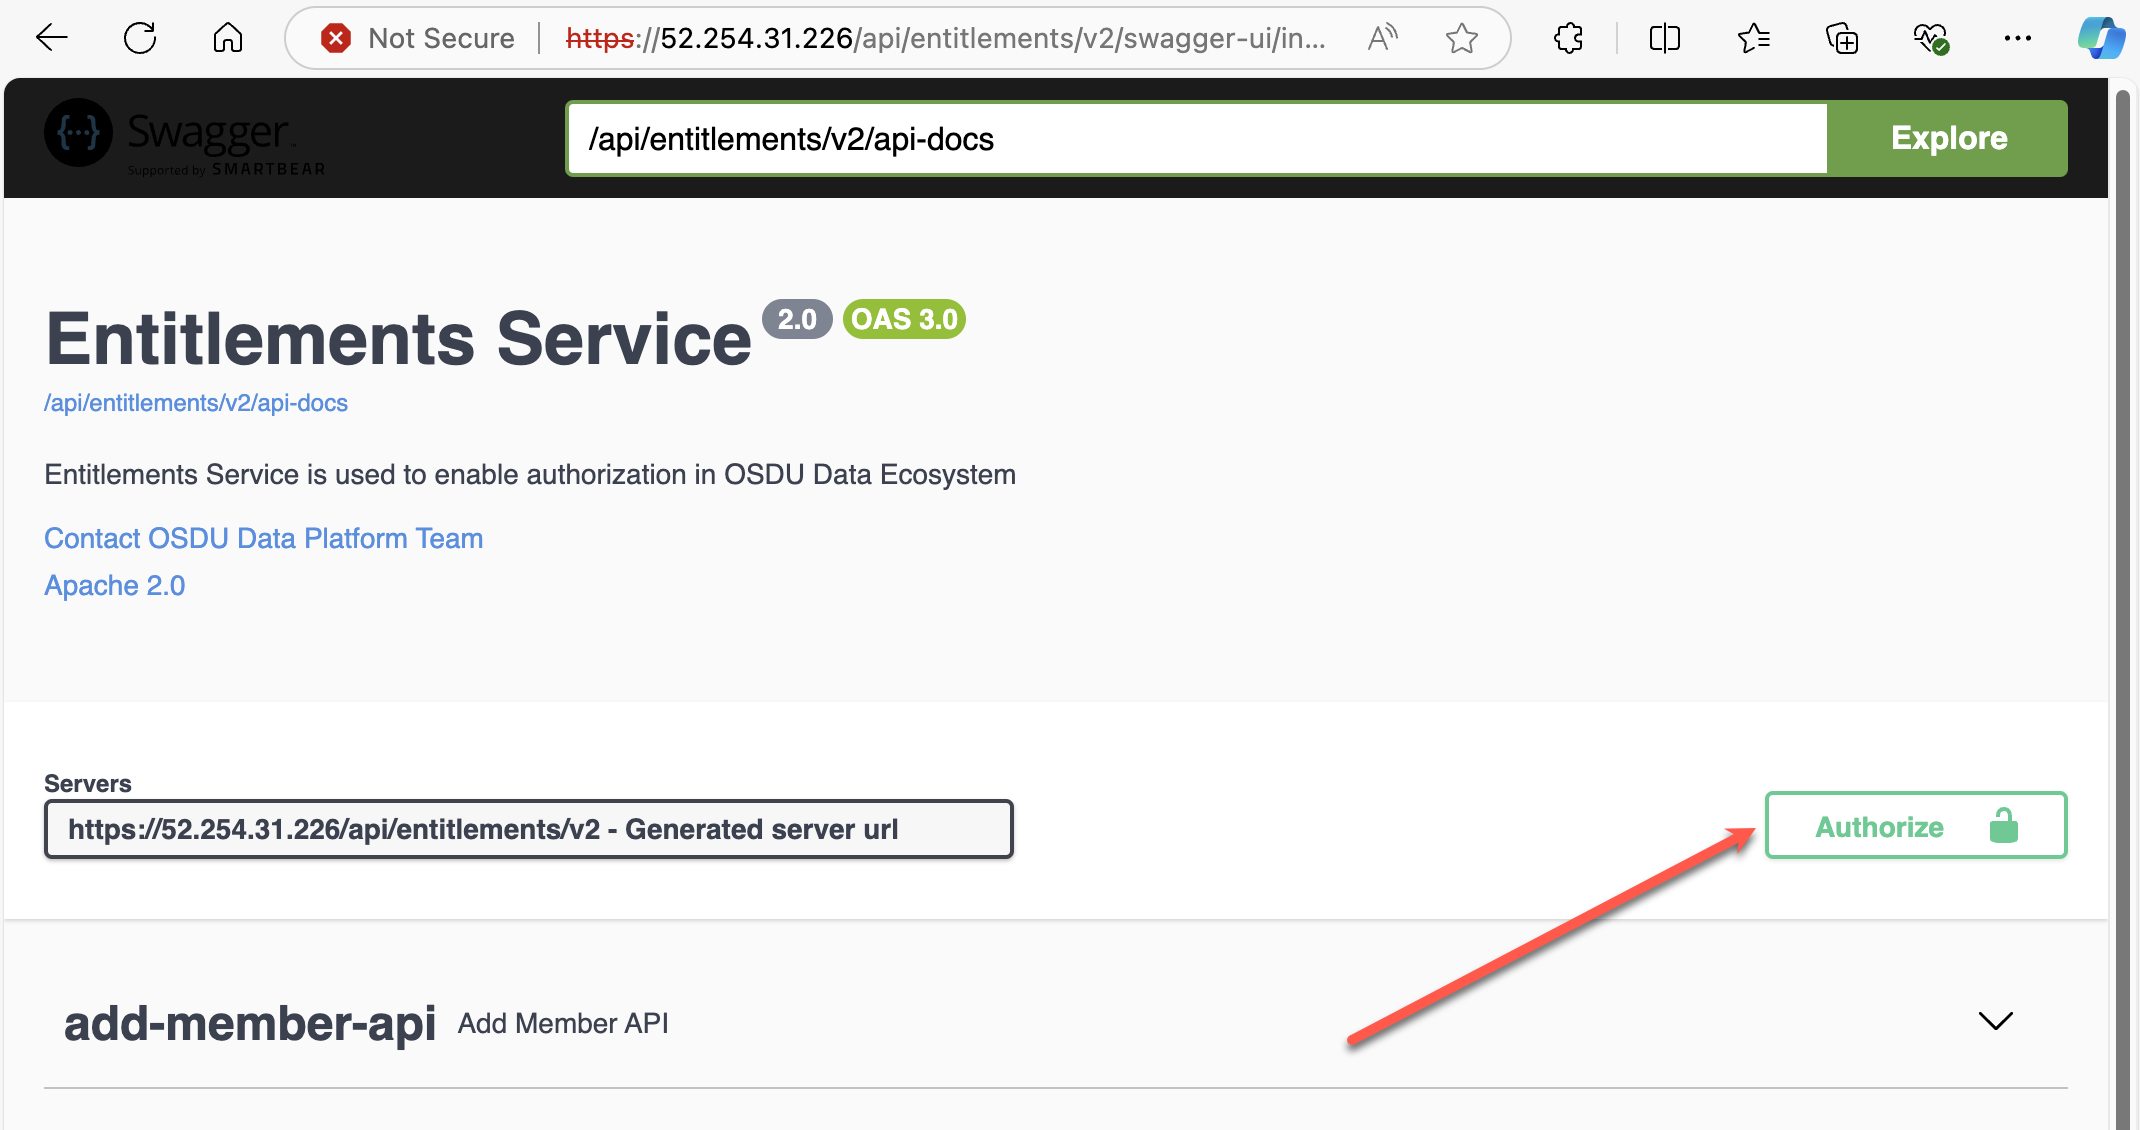 Not Secure | https://52.254.31.226/api/entitlements/v2/swagger-ui/in...
{...} Swagger
Supported by SMARTBEAR
/api/entitlements/v2/api-docs
Explore
Entitlements Service 2.0 OAS 3.0
/api/entitlements/v2/api-docs
Entitlements Service is used to enable authorization in OSDU Data Ecosystem
Contact OSDU Data Platform Team
Apache 2.0
Servers
https://52.254.31.226/api/entitlements/v2 - Generated server url
Authorize
add-member-api Add Member API